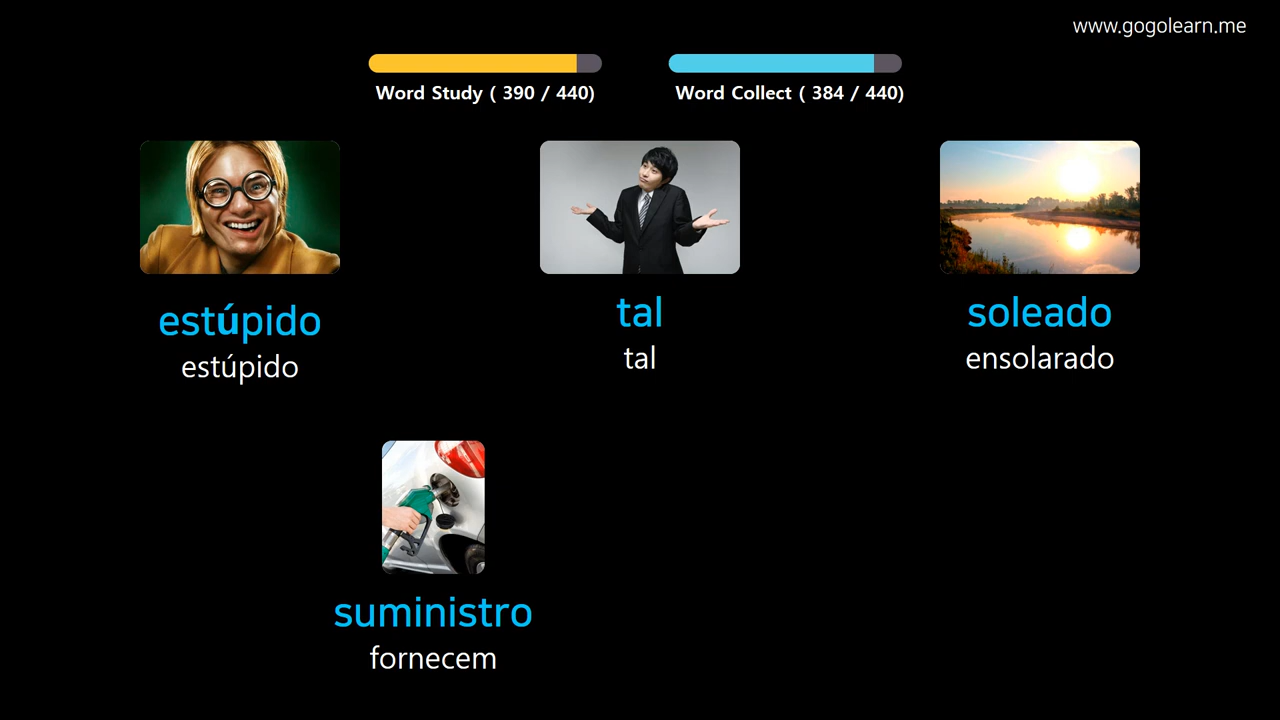 www.gogolearn.me
Word Study ( 390 / 440)
Word Collect ( 384 / 440)
estúpido
estúpido
tal
tal
soleado
ensolarado
suministro
fornecem